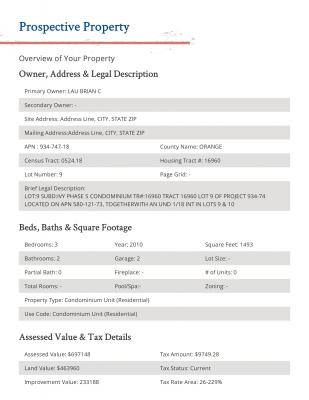 Prospective Property
Overview of Your Property
Owner, Address & Legal Description
Primary Owner: LAU BRIAN C
Secondary Owner: -
Site Address: Address Line, CITY, STATE ZIP
Mailing Address:Address Line, CITY, STATE ZIP
APN : 934-747-18 County Name: ORANGE
Census Tract: 0524.18 Housing Tract #: 16960
Lot Number: 9 Page Grid: -
Brief Legal Description:
LOT:9 SUBD:IVY PHASE 5 CONDOMINIUM TR#:16960 TRACT 16960 LOT 9 OF PROJECT 934-74
LOCATED ON APN 580-121-73, TOGETHERWITH AN UND 1/18 INT IN LOTS 9 & 10
Beds, Baths & Square Footage
Bedrooms: 3 Year: 2010 Square Feet: 1493
Bathrooms: 2 Garage: 2 Lot Size: -
Partial Bath: 0 Fireplace: - # of Units: 0
Total Rooms: - Pool/Spa:- Zoning: -
Property Type: Condominium Unit (Residential)
Use Code: Condominium Unit (Residential)
Assessed Value & Tax Details
Assessed Value: $697148 Tax Amount: $9749.28
Land Value: $463960 Tax Status: Current
Improvement Value: 233188 Tax Rate Area: 26-229%